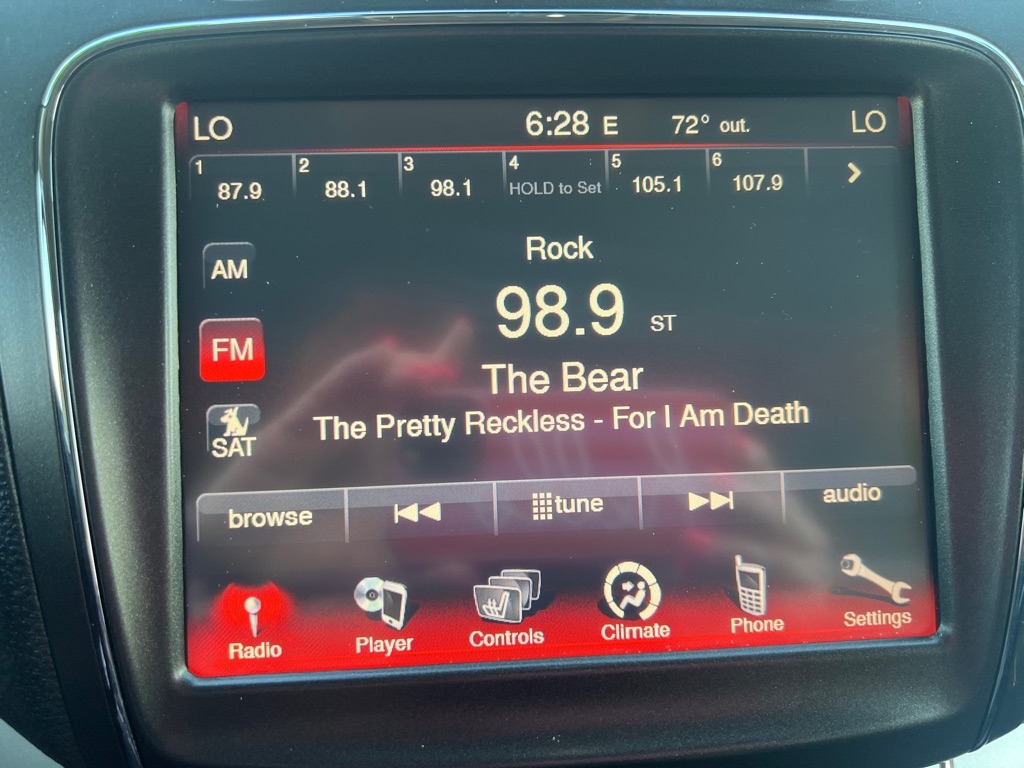 LO 6:28 E 72° out. LO
1 87.9 2 88.1 3 98.1 4 HOLD to Set 5 105.1 6 107.9 >
Rock
AM
98.9 ST
FM
The Bear
The Pretty Reckless - For I Am Death
SAT
browse tune audio
Radio Player Controls Climate Phone Settings